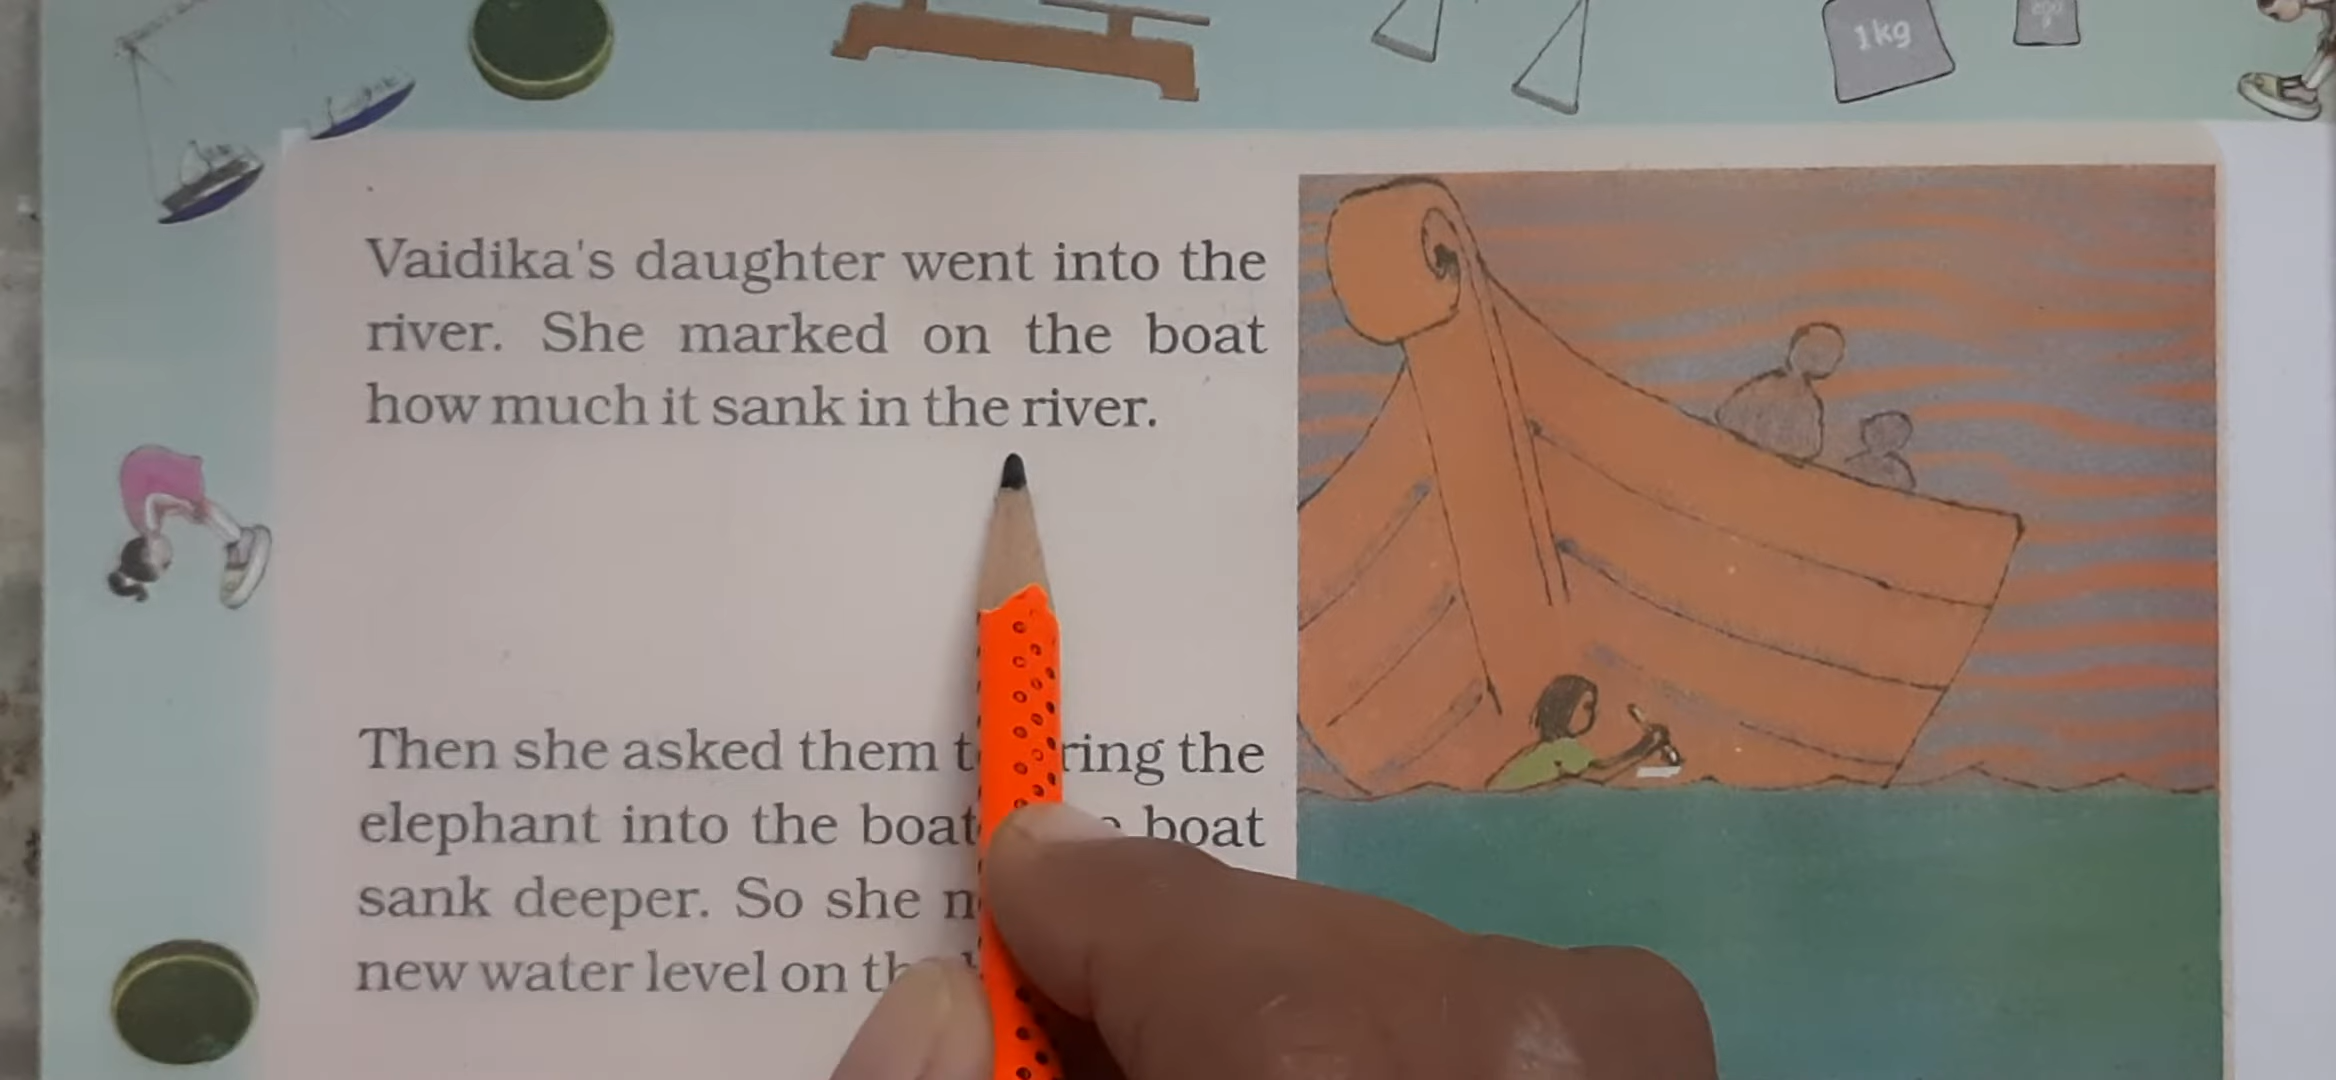 1kg
Vaidika's daughter went into the
river. She marked on the boat
how much it sank in the river.
Then she asked them the
elephant into the boat boat
sank deeper. So she
new water level on